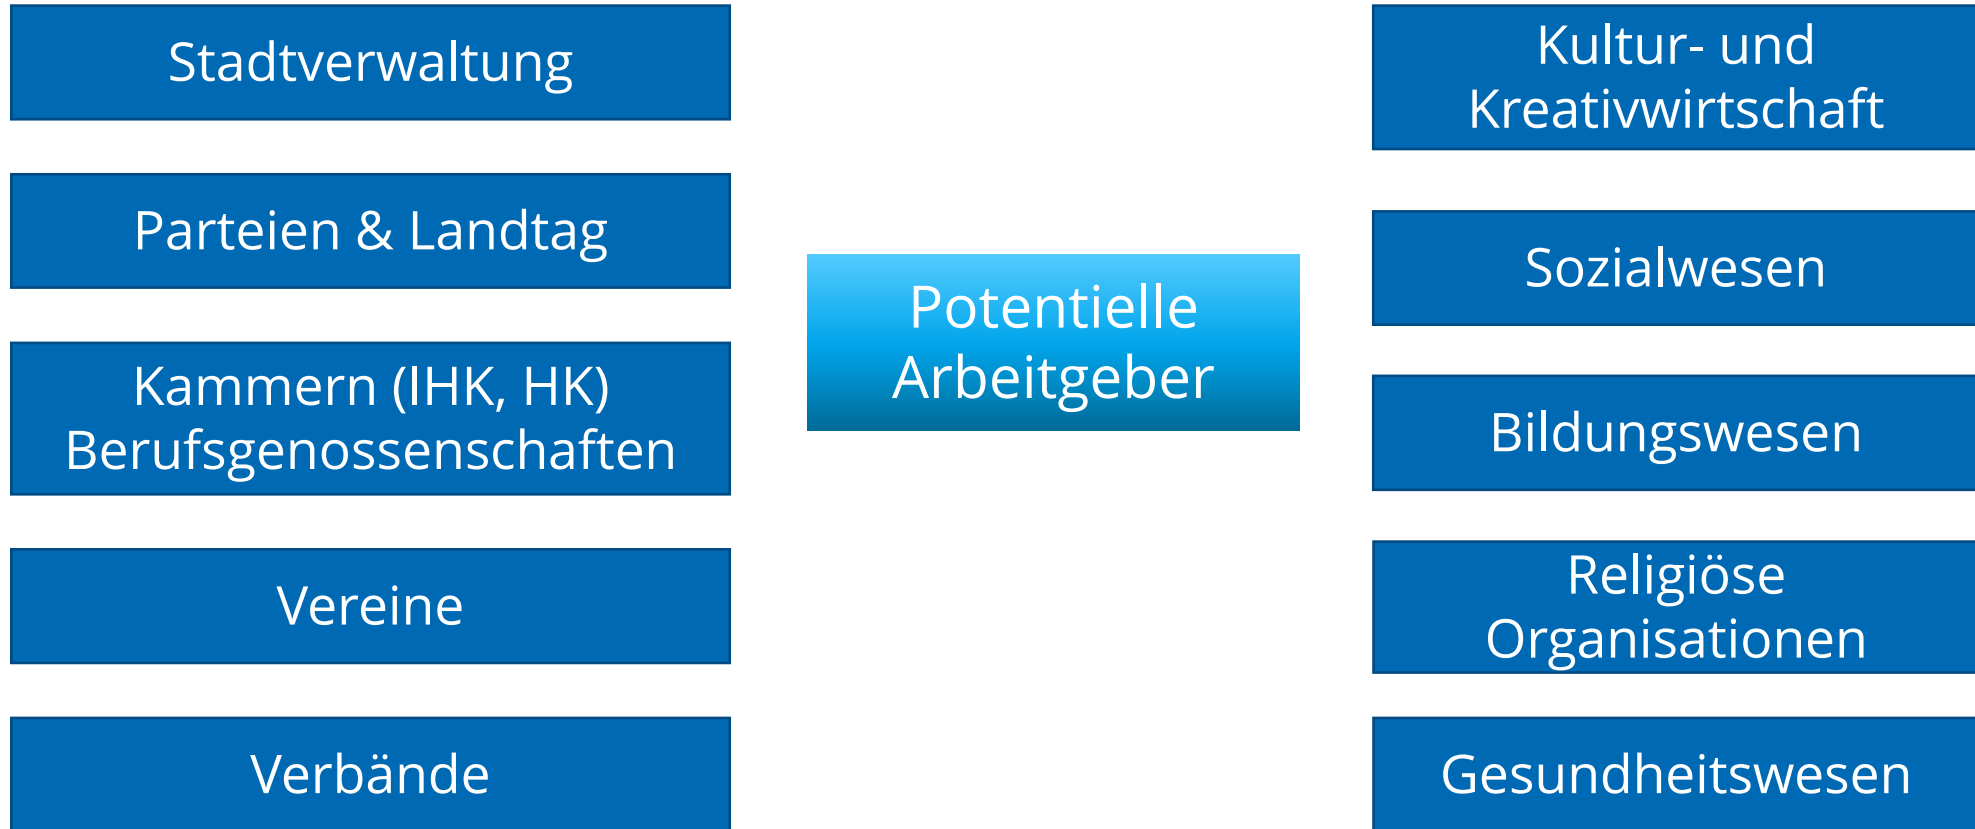 Stadtverwaltung
Parteien & Landtag
Kammern (IHK, HK)
Berufsgenossenschaften
Vereine
Verbände
Potentielle
Arbeitgeber
Kultur- und
Kreativwirtschaft
Sozialwesen
Bildungswesen
Religiöse
Organisationen
Gesundheitswesen